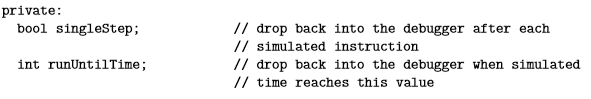 private:
  bool singleStep;            // drop back into the debugger after each
                              // simulated instruction
  int runUntilTime;           // drop back into the debugger when simulated
                              // time reaches this value